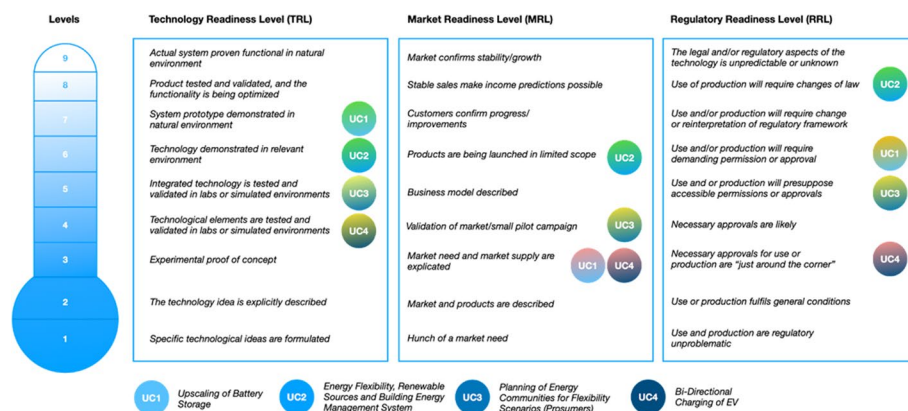 Levels
Technology Readiness Level (TRL)
Market Readiness Level (MRL)
Regulatory Readiness Level (RRL)
9
Actual system proven functional in natural
environment
Market confirms stability/growth
The legal and/or regulatory aspects of the
technology is unpredictable or unknown
8
Product tested and validated, and the
functionality is being optimized
Stable sales make income predictions possible
Use of production will require changes of law
UC2
7
System prototype demonstrated in
natural environment
UC1
Customers confirm progress/
improvements
Use and/or production will require change
or reinterpretation of regulatory framework
6
Technology demonstrated in relevant
environment
UC2
Products are being launched in limited scope
UC2
Use and/or production will require
demanding permission or approval
UC1
5
Integrated technology is tested and
validated in labs or simulated environments
UC3
Business model described
Use and or production will presuppose
accessible permissions or approvals
UC3
4
Technological elements are tested and
validated in labs or simulated environments
UC4
Validation of market/small pilot campaign
UC3
Necessary approvals are likely
3
Experimental proof of concept
Market need and market supply are
explicated
UC1
UC4
Necessary approvals for use or
production are “just around the corner”
UC4
2
The technology idea is explicitly described
Market and products are described
Use or production fulfils general conditions
1
Specific technological ideas are formulated
Hunch of a market need
Use and production are regulatory
unproblematic
UC1
Upscaling of Battery
Storage
UC2
Energy Flexibility, Renewable
Sources and Building Energy
Management System
UC3
Planning of Energy
Communities for Flexibility
Scenarios (Prosumers)
UC4
Bi-Directional
Charging of EV